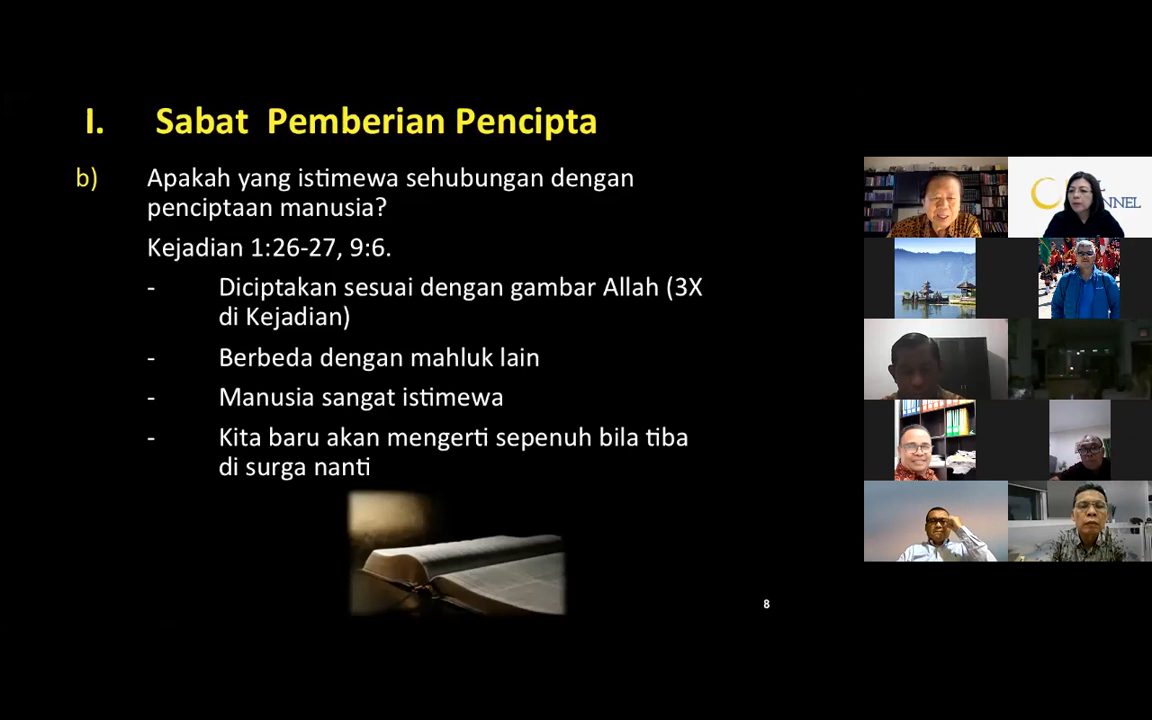 I. Sabat Pemberian Pencipta
b) Apakah yang istimewa sehubungan dengan
penciptaan manusia?
Kejadian 1:26-27, 9:6.
- Diciptakan sesuai dengan gambar Allah (3X
di Kejadian)
- Berbeda dengan mahluk lain
- Manusia sangat istimewa
- Kita baru akan mengerti sepenuh bila tiba
di surga nanti
8